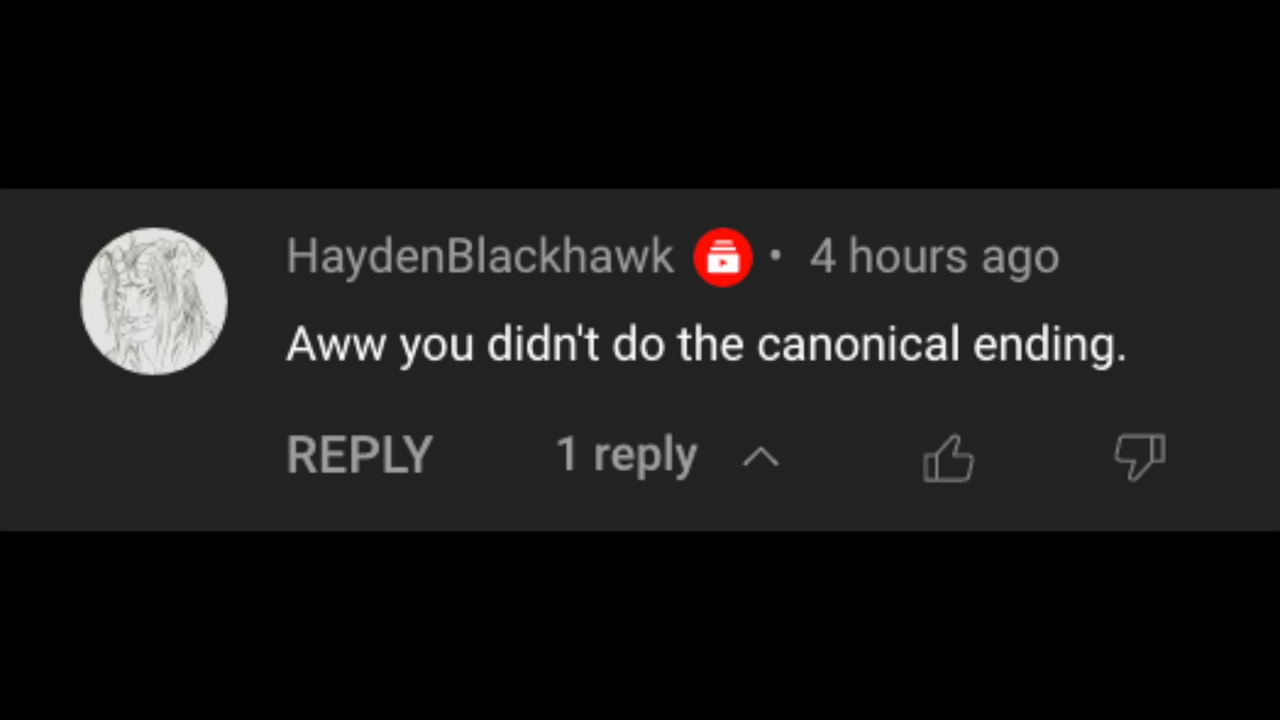 HaydenBlackhawk • 4 hours ago
Aww you didn't do the canonical ending.
REPLY 1 reply